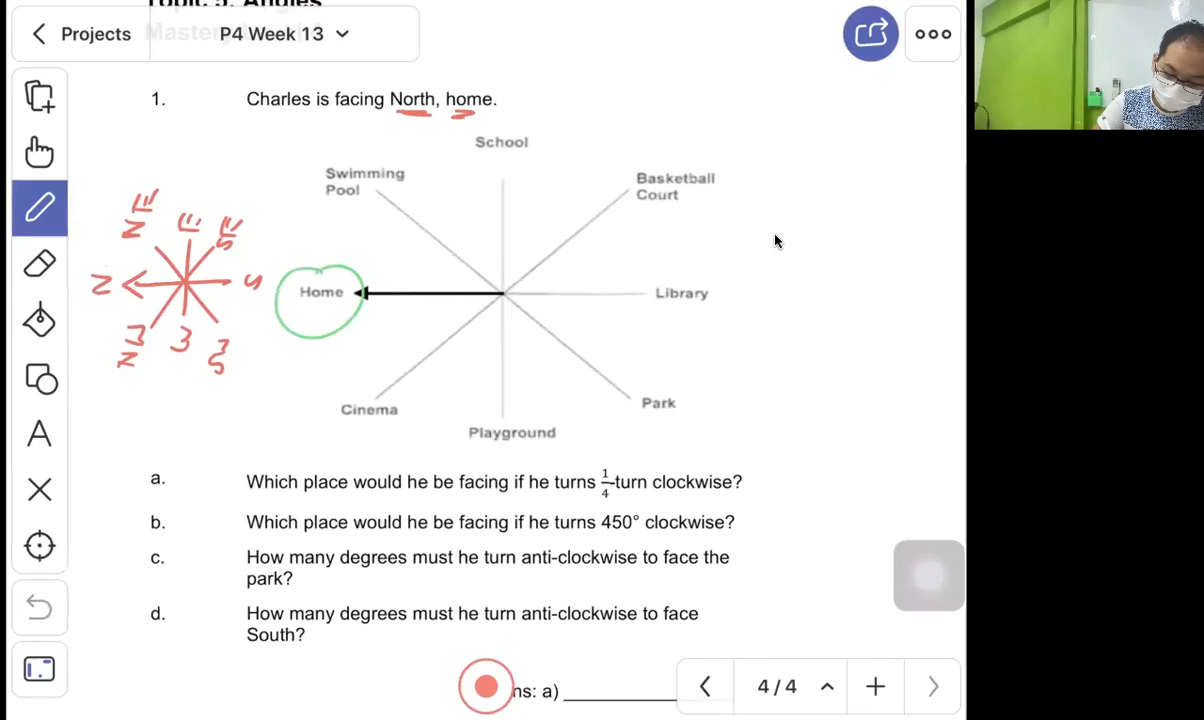 Topic 5: Angles
Projects
P4 Week 13
1.
Charles is facing North, home.
School
Swimming
Pool
Basketball
Court
Home
Library
Cinema
Park
Playground
N E
E
S E
N
S
N W
W
S W
A
a.
Which place would he be facing if he turns 1/4-turn clockwise?
b.
Which place would he be facing if he turns 450° clockwise?
c.
How many degrees must he turn anti-clockwise to face the
park?
d.
How many degrees must he turn anti-clockwise to face
South?
ns: a)
4 / 4